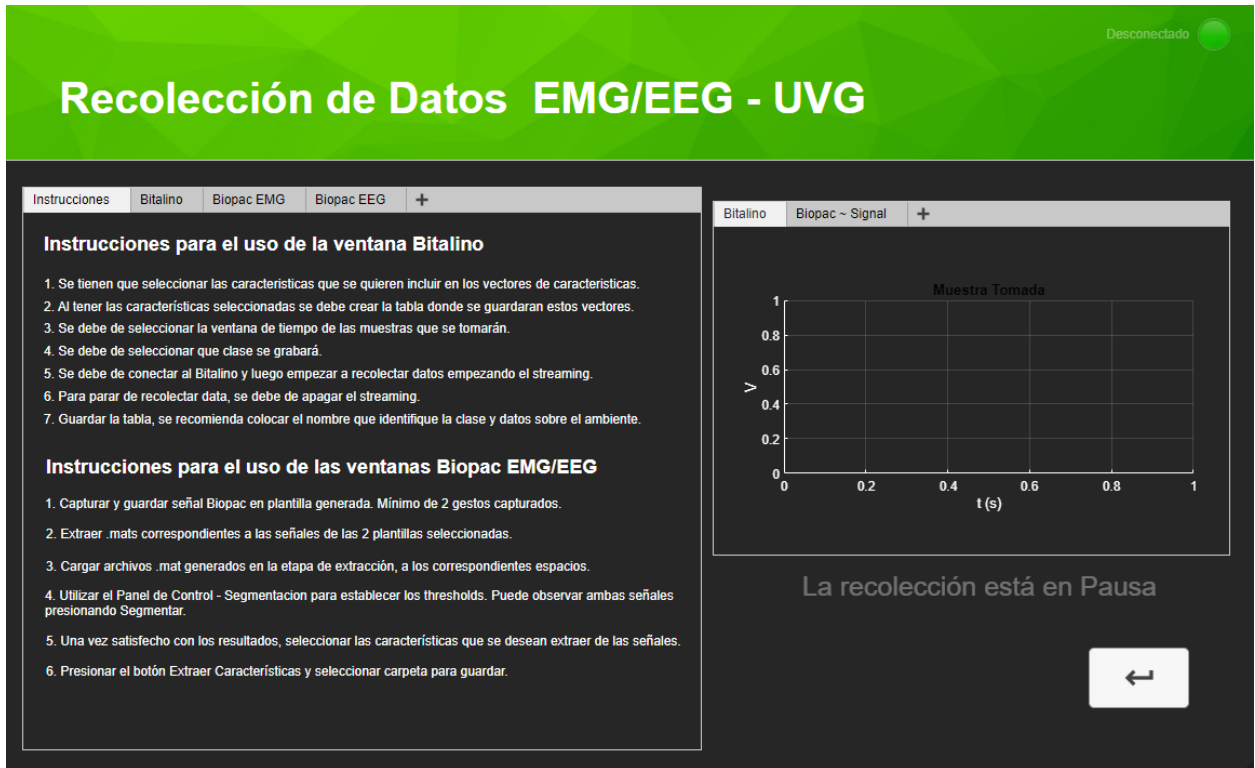 Desconectado
Recolección de Datos EMG/EEG - UVG
Instrucciones Bitalino Biopac EMG Biopac EEG +
Instrucciones para el uso de la ventana Bitalino
1. Se tienen que seleccionar las caracteristicas que se quieren incluir en los vectores de caracteristicas.
2. Al tener las características seleccionadas se debe crear la tabla donde se guardaran estos vectores.
3. Se debe de seleccionar la ventana de tiempo de las muestras que se tomarán.
4. Se debe de seleccionar que clase se grabará.
5. Se debe de conectar al Bitalino y luego empezar a recolectar datos empezando el streaming.
6. Para parar de recolectar data, se debe de apagar el streaming.
7. Guardar la tabla, se recomienda colocar el nombre que identifique la clase y datos sobre el ambiente.
Instrucciones para el uso de las ventanas Biopac EMG/EEG
1. Capturar y guardar señal Biopac en plantilla generada. Mínimo de 2 gestos capturados.
2. Extraer .mats correspondientes a las señales de las 2 plantillas seleccionadas.
3. Cargar archivos .mat generados en la etapa de extracción, a los correspondientes espacios.
4. Utilizar el Panel de Control - Segmentacion para establecer los thresholds. Puede observar ambas señales
presionando Segmentar.
5. Una vez satisfecho con los resultados, seleccionar las características que se desean extraer de las señales.
6. Presionar el botón Extraer Características y seleccionar carpeta para guardar.
Bitalino Biopac ~ Signal +
Muestra Tomada
1
0.8
0.6
V
0.4
0.2
0
0 0.2 0.4 0.6 0.8 1
t (s)
La recolección está en Pausa